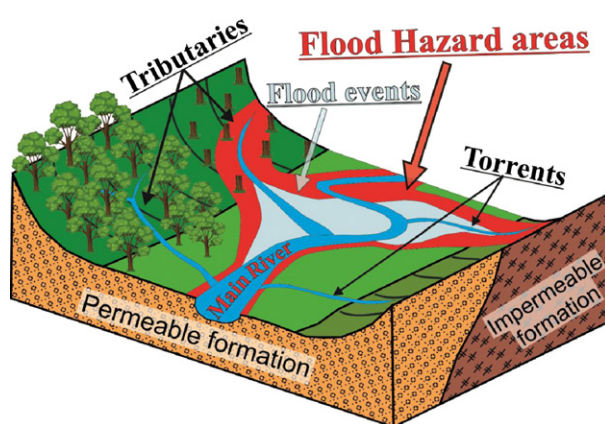 Tributaries
Flood Hazard areas
Flood events
Torrents
Main River
Permeable formation
Impermeable
formation